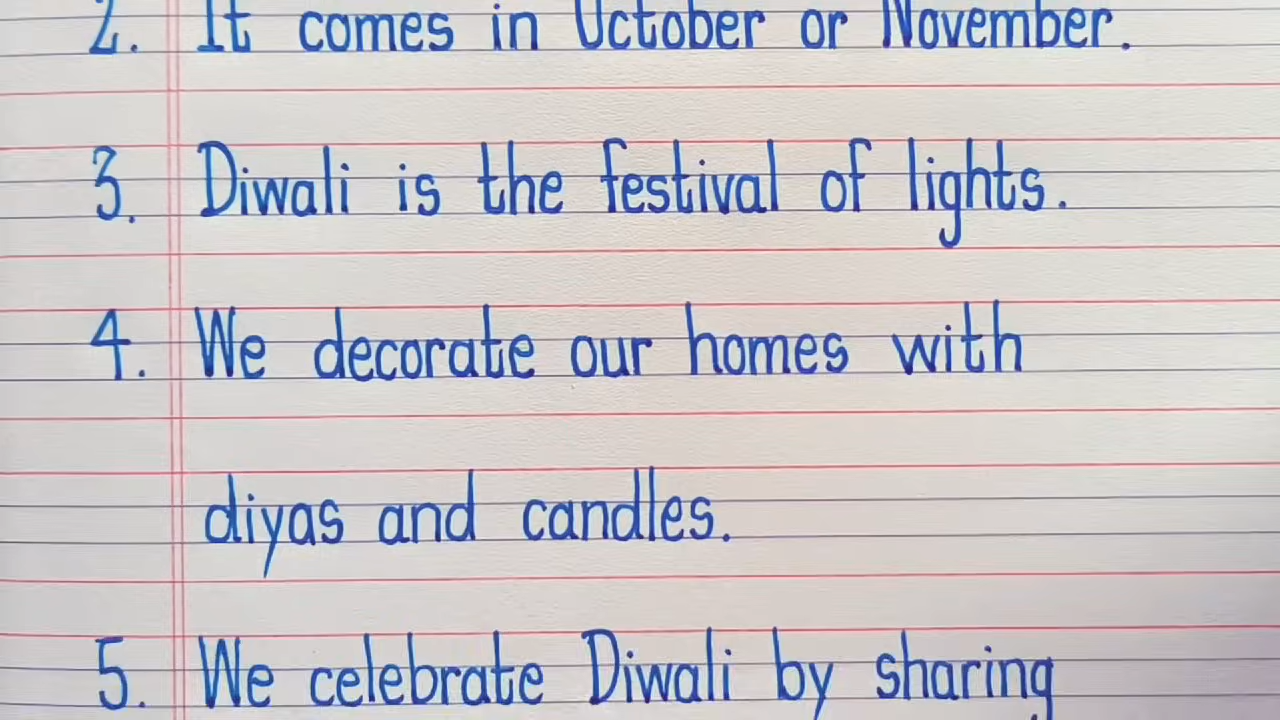 2. It comes in October or November.
3. Diwali is the festival of lights.
4. We decorate our homes with
diyas and candles.
5. We celebrate Diwali by sharing